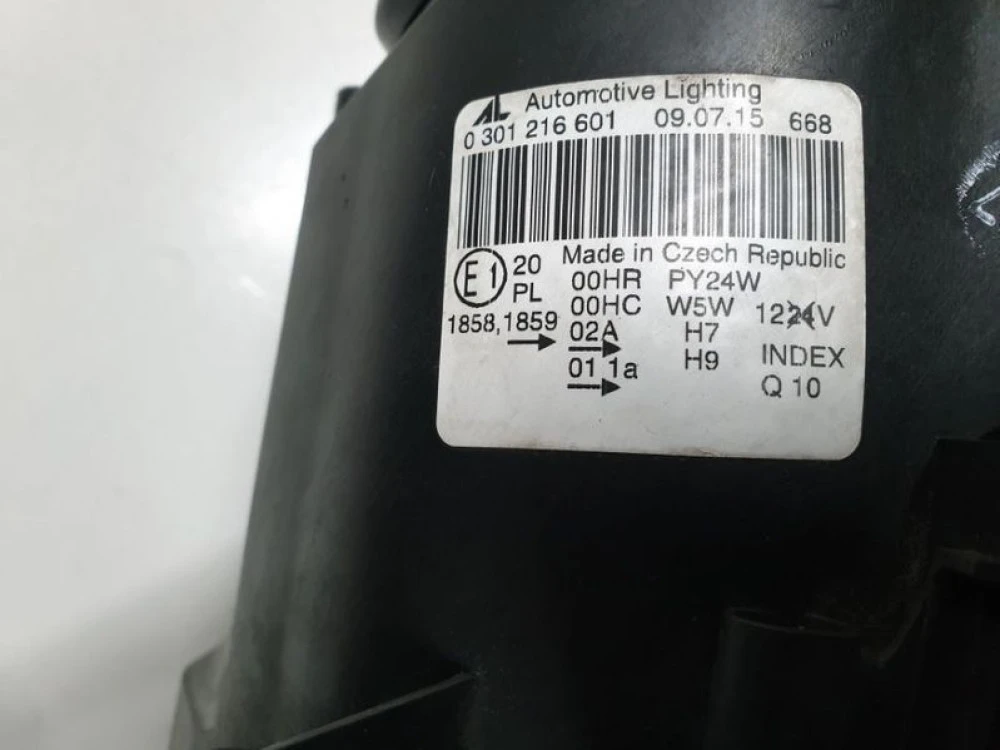 AL Automotive Lighting
0 301 216 601 09.07.15 668
Made in Czech Republic
E1 20 00HR PY24W
PL 00HC W5W 1224V
1858,1859 02A H7
01 1a H9 INDEX
Q 10